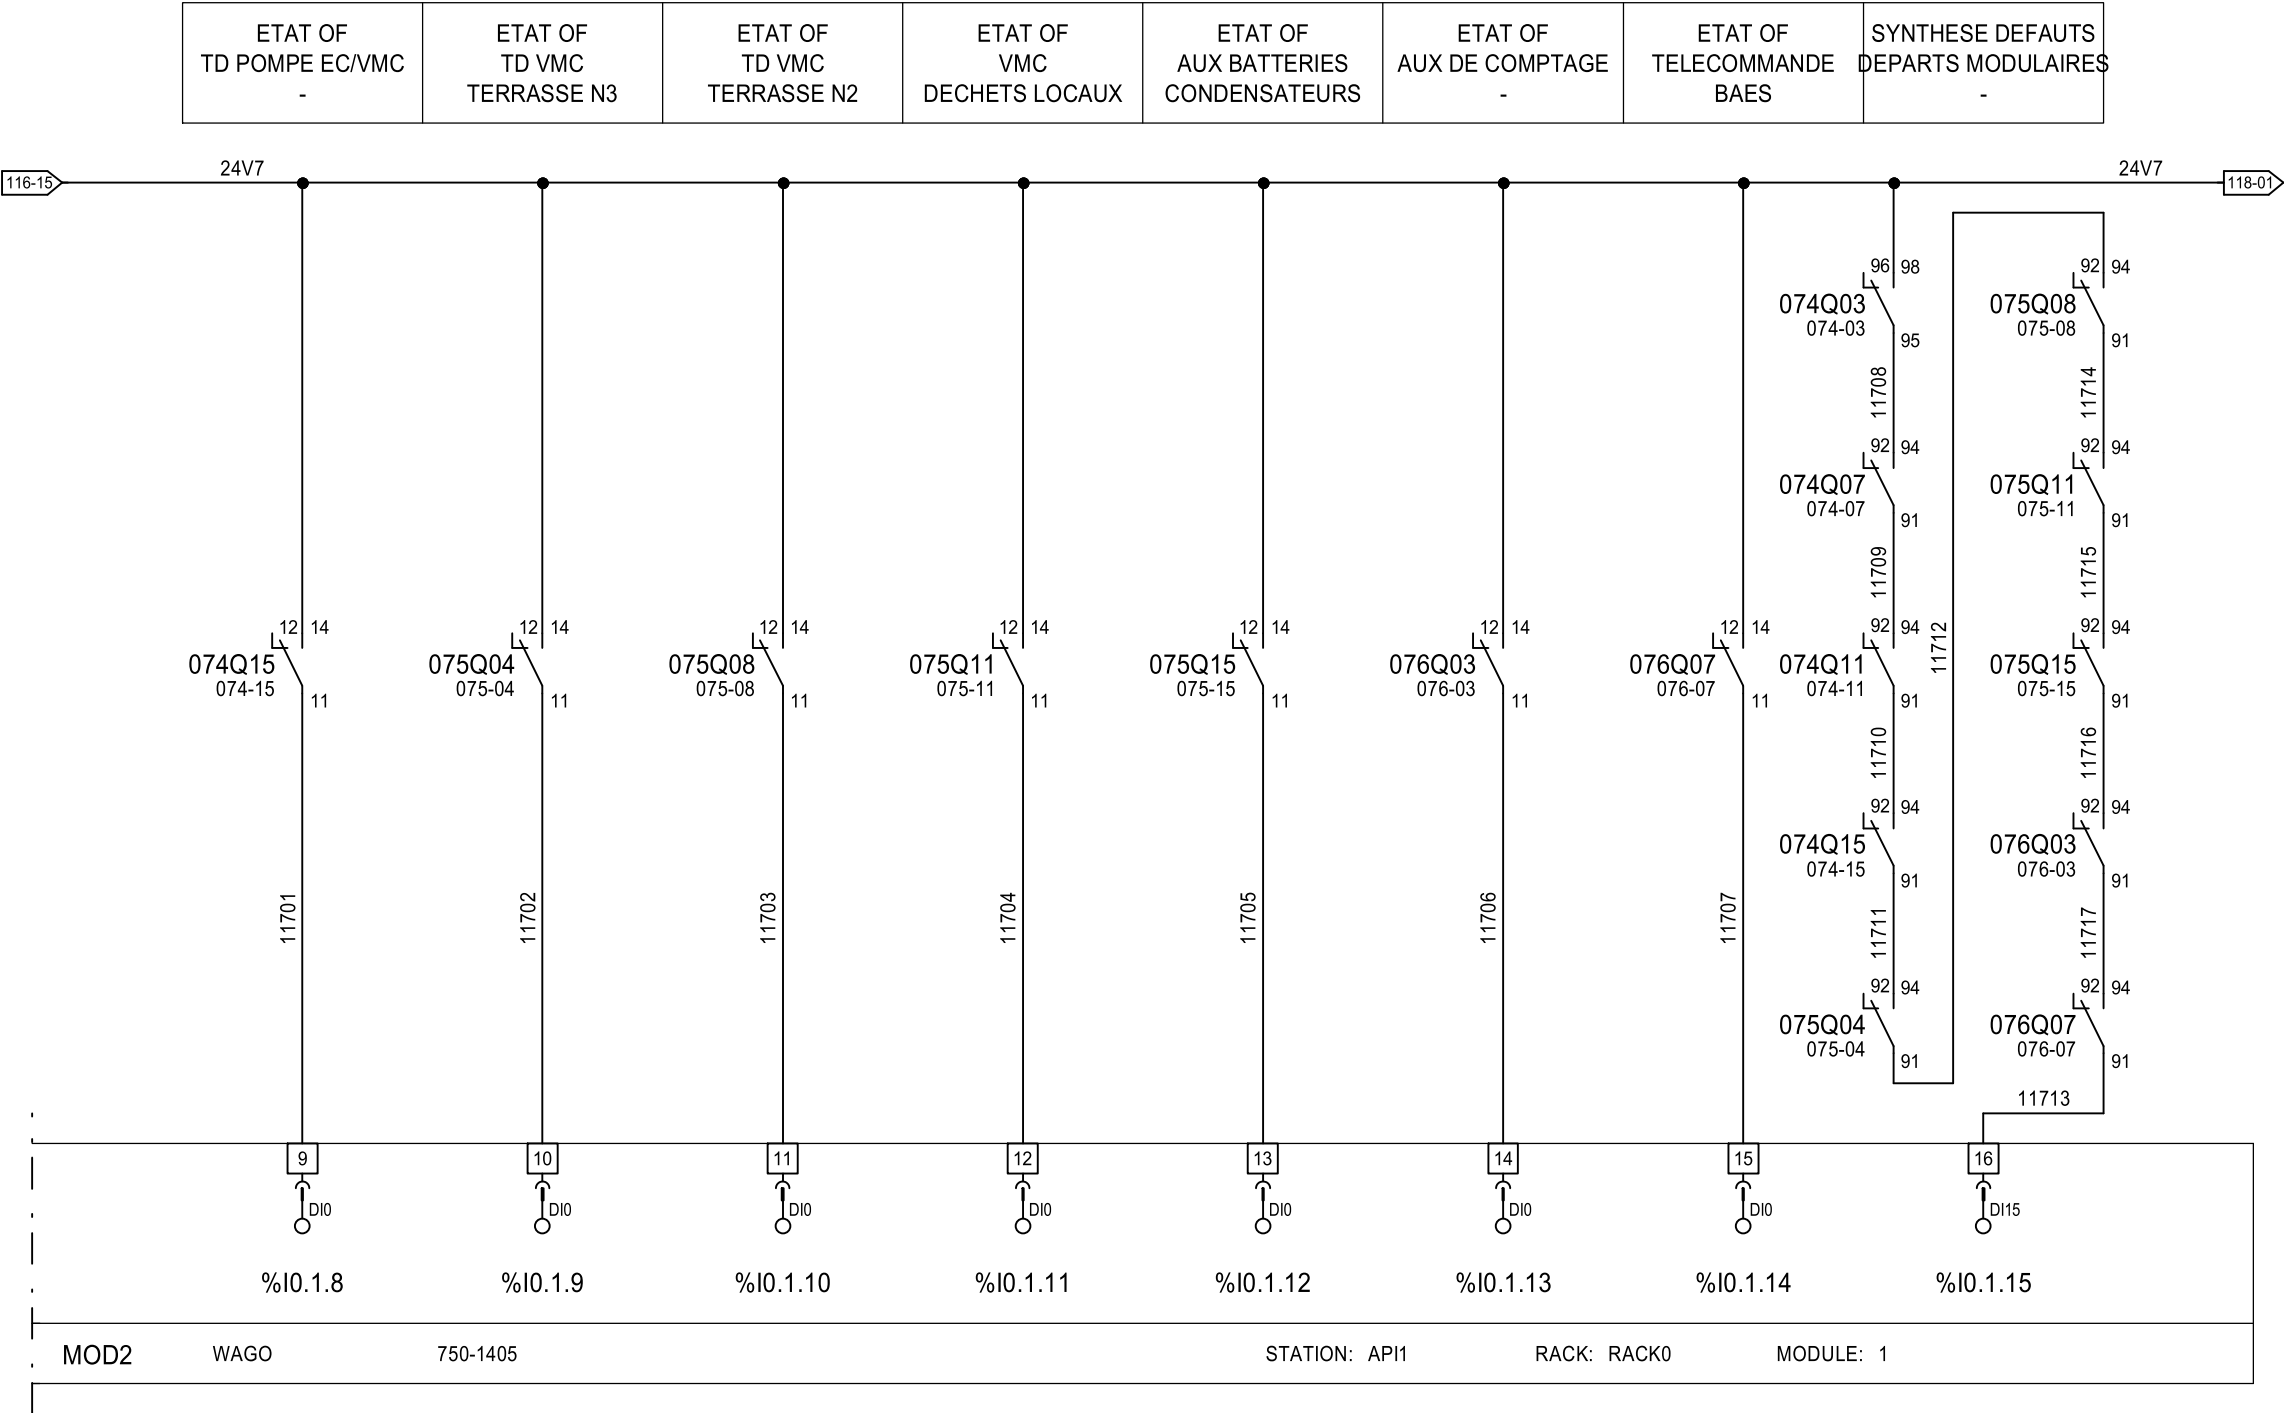 ETAT OF
TD POMPE EC/VMC
-
ETAT OF
TD VMC
TERRASSE N3
ETAT OF
TD VMC
TERRASSE N2
ETAT OF
VMC
DECHETS LOCAUX
ETAT OF
AUX BATTERIES
CONDENSATEURS
ETAT OF
AUX DE COMPTAGE
-
ETAT OF
TELECOMMANDE
BAES
SYNTHESE DEFAUTS
DEPARTS MODULAIRES
-
116-15
24V7
24V7
118-01
12 14
074Q15
074-15
11
11701
12 14
075Q04
075-04
11
11702
12 14
075Q08
075-08
11
11703
12 14
075Q11
075-11
11
11704
12 14
075Q15
075-15
11
11705
12 14
076Q03
076-03
11
11706
12 14
076Q07
076-07
11
11707
96 98
074Q03
074-03
95
11708
92 94
074Q07
074-07
91
11709
92 94
074Q11
074-11
91
11710
92 94
074Q15
074-15
91
11711
92 94
075Q04
075-04
91
11712
92 94
075Q08
075-08
91
11714
92 94
075Q11
075-11
91
11715
92 94
075Q15
075-15
91
11716
92 94
076Q03
076-03
91
11717
92 94
076Q07
076-07
91
11713
9 10 11 12 13 14 15 16
DI0 DI0 DI0 DI0 DI0 DI0 DI0 DI15
%I0.1.8 %I0.1.9 %I0.1.10 %I0.1.11 %I0.1.12 %I0.1.13 %I0.1.14 %I0.1.15
MOD2 WAGO 750-1405 STATION: API1 RACK: RACK0 MODULE: 1